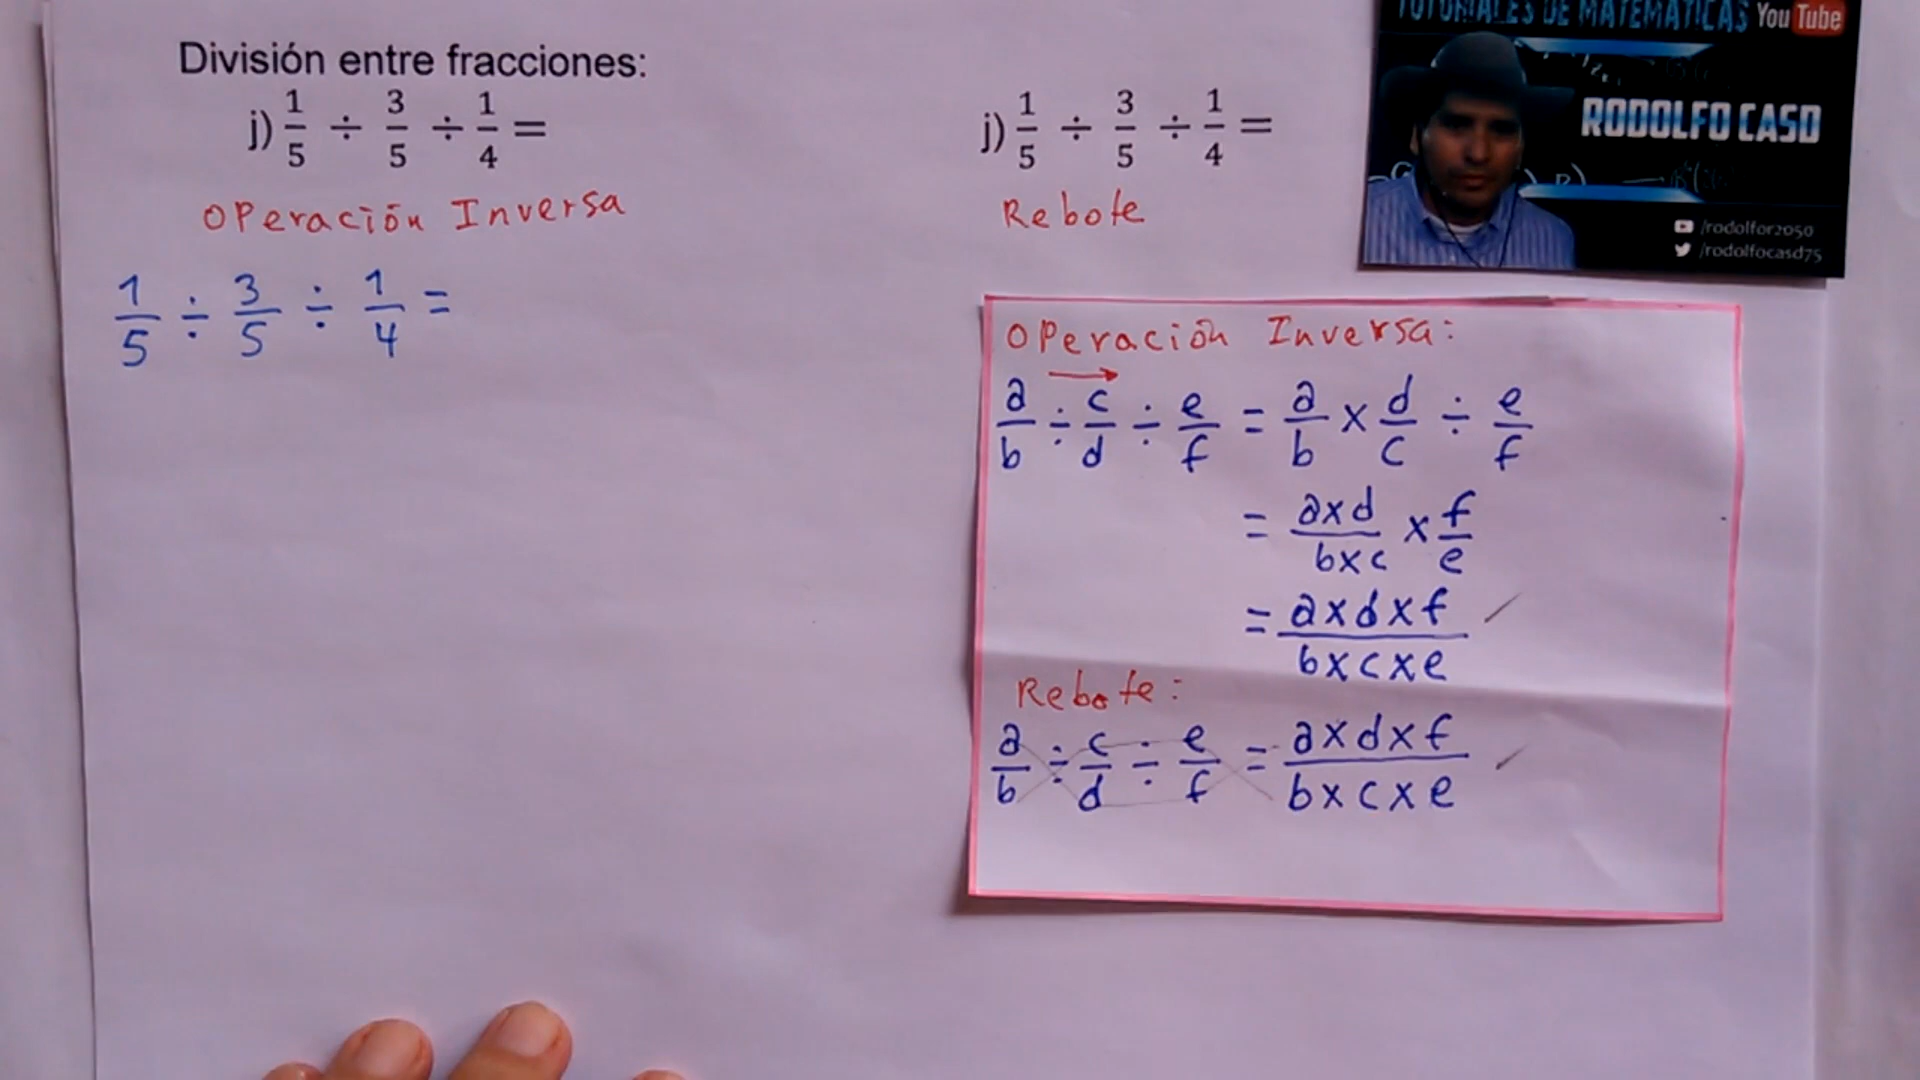 División entre fracciones:
j) 1/5 ÷ 3/5 ÷ 1/4 =
Operación Inversa
1/5 ÷ 3/5 ÷ 1/4 =
j) 1/5 ÷ 3/5 ÷ 1/4 =
Rebote
TUTORIALES DE MATEMATICAS YouTube
RODOLFO CASD
/rodolfor2050
/rodolfocasd75
Operación Inversa:
a/b ÷ c/d ÷ e/f = a/b x d/c ÷ e/f
= axd/bxc x f/e
= axdxf/bxcxe
Rebote:
a/b ÷ c/d ÷ e/f = axdxf/bxcxe